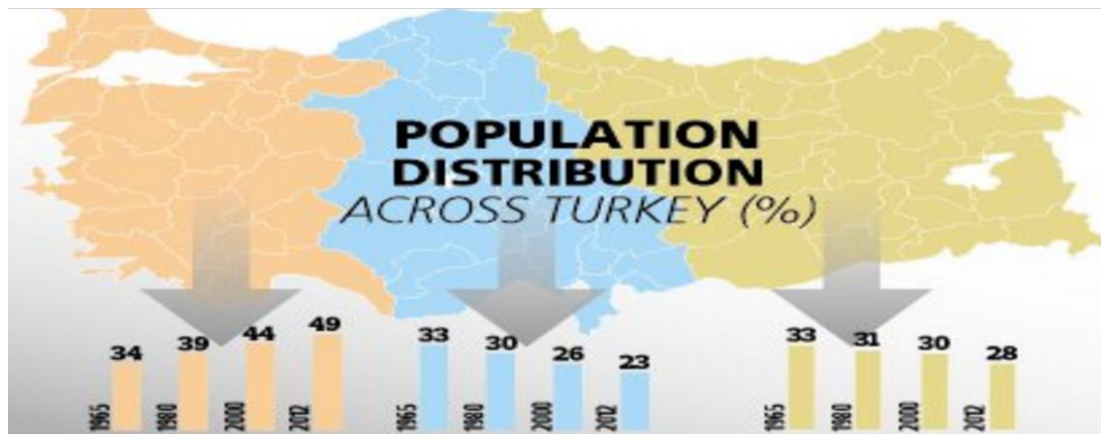 POPULATION
DISTRIBUTION
ACROSS TURKEY (%)
34 39 44 49
1965 1980 2000 2012
33 30 26 23
1965 1980 2000 2012
33 31 30 28
1965 1980 2000 2012